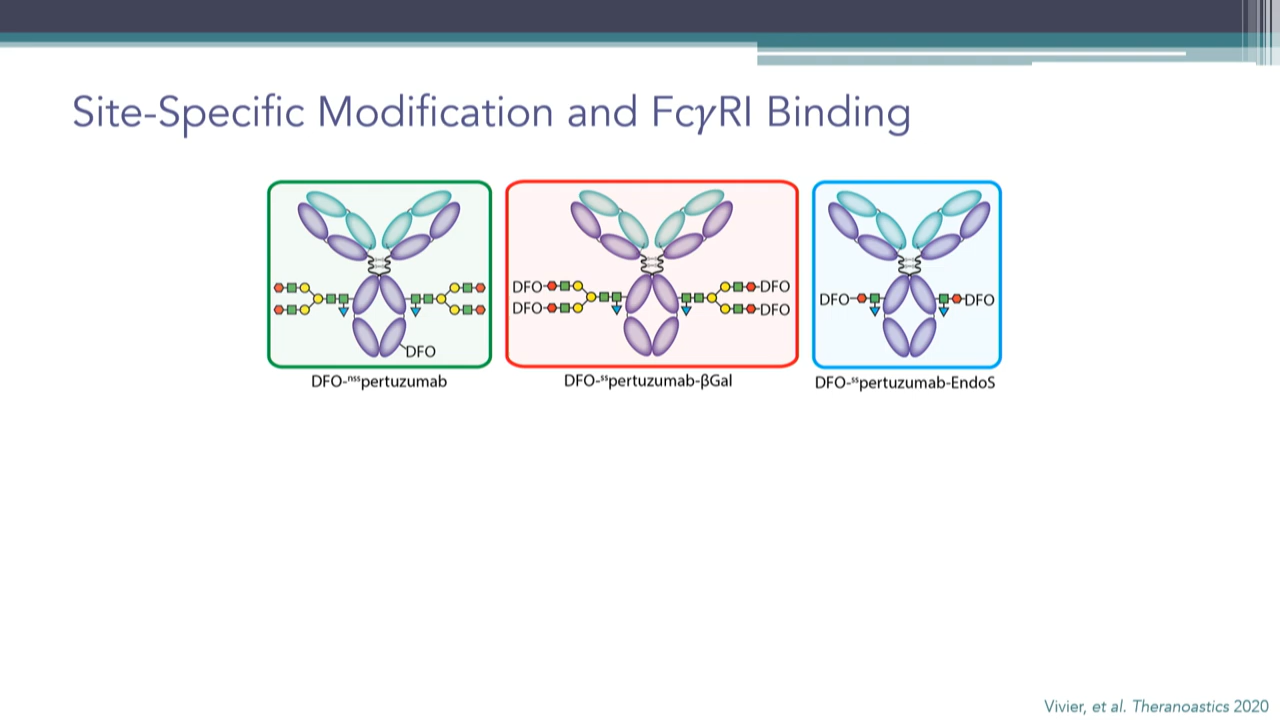 Site-Specific Modification and FcγRI Binding
DFO
DFO-ⁿˢˢpertuzumab
DFO DFO
DFO DFO
DFO-ˢˢpertuzumab-βGal
DFO DFO
DFO-ˢˢpertuzumab-EndoS
Vivier, et al. Theranoastics 2020